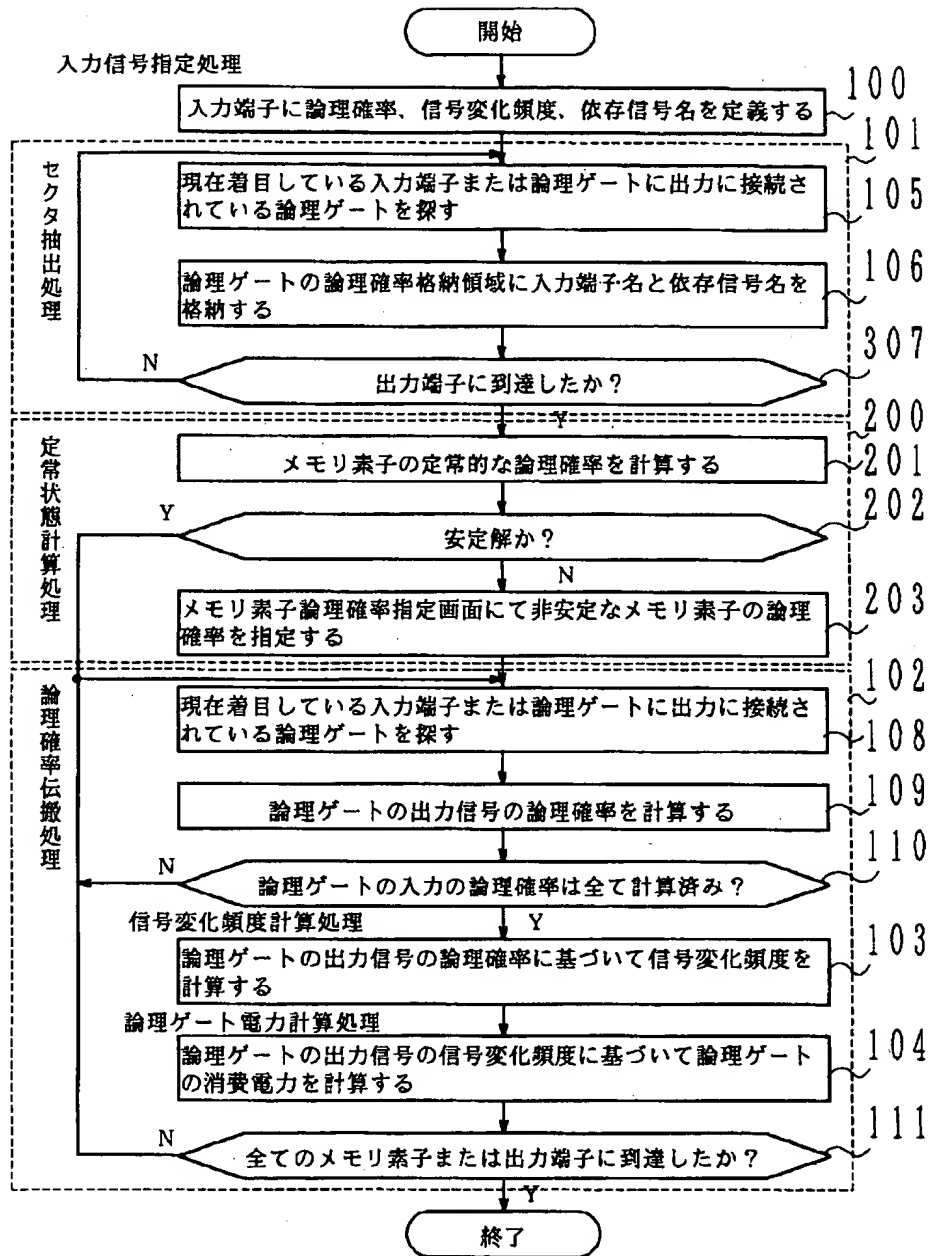 開始
入力信号指定処理
100
入力端子に論理確率、信号変化頻度、依存信号名を定義する
101
セクタ抽出処理
現在着目している入力端子または論理ゲートに出力に接続さ
れている論理ゲートを探す
105
論理ゲートの論理確率格納領域に入力端子名と依存信号名を
格納する
106
307
N
出力端子に到達したか？
Y
200
定常状態計算処理
メモリ素子の定常的な論理確率を計算する
201
202
Y
安定解か？
N
203
メモリ素子論理確率指定画面にて非安定なメモリ素子の論理
確率を指定する
102
論理確率伝搬処理
現在着目している入力端子または論理ゲートに出力に接続さ
れている論理ゲートを探す
108
109
論理ゲートの出力信号の論理確率を計算する
110
N
論理ゲートの入力の論理確率は全て計算済み？
Y
信号変化頻度計算処理
103
論理ゲートの出力信号の論理確率に基づいて信号変化頻度を
計算する
論理ゲート電力計算処理
104
論理ゲートの出力信号の信号変化頻度に基づいて論理ゲート
の消費電力を計算する
111
N
全てのメモリ素子または出力端子に到達したか？
Y
終了